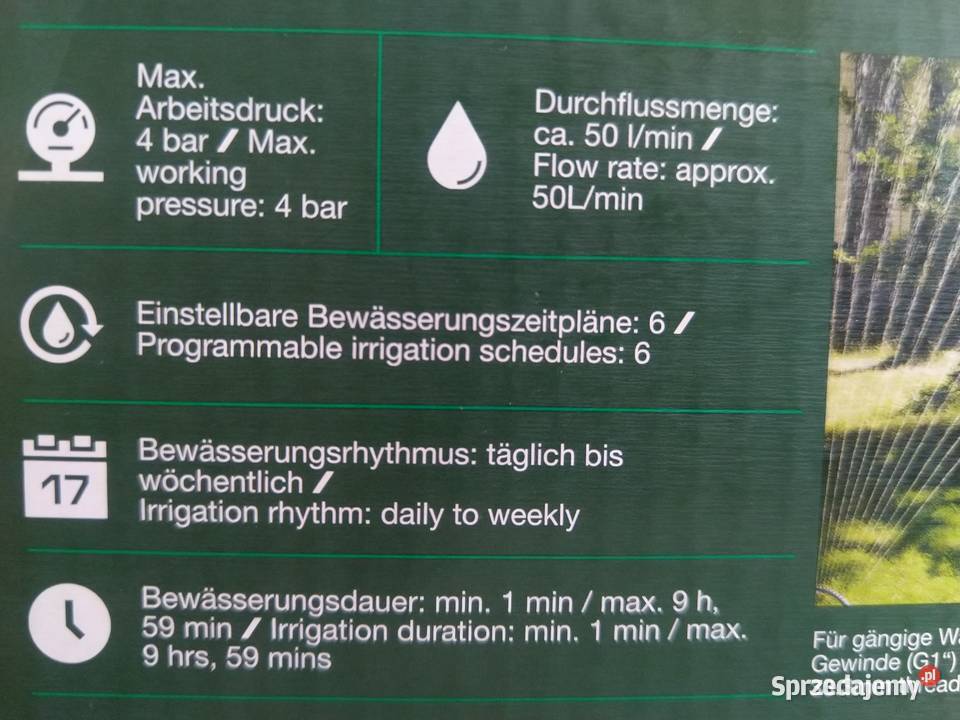 Max.
Arbeitsdruck:
4 bar / Max.
working
pressure: 4 bar
Durchflussmenge:
ca. 50 l/min /
Flow rate: approx.
50L/min
Einstellbare Bewässerungszeitpläne: 6 /
Programmable irrigation schedules: 6
17
Bewässerungsrhythmus: täglich bis
wöchentlich /
Irrigation rhythm: daily to weekly
Bewässerungsdauer: min. 1 min / max. 9 h,
59 min / Irrigation duration: min. 1 min / max.
9 hrs, 59 mins
Für gängige
Gewinde (G1")
Sprzedajemy.pl